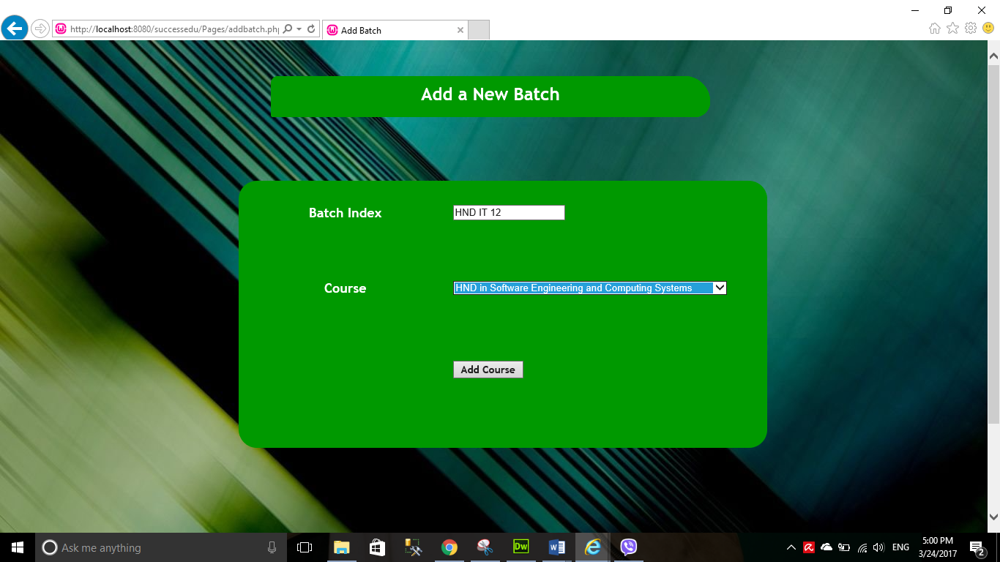 http://localhost:8080/successedu/Pages/addbatch.php
Add Batch
Add a New Batch
Batch Index
HND IT 12
Course
HND in Software Engineering and Computing Systems
Add Course
Ask me anything
Dw
ENG
5:00 PM
3/24/2017
2